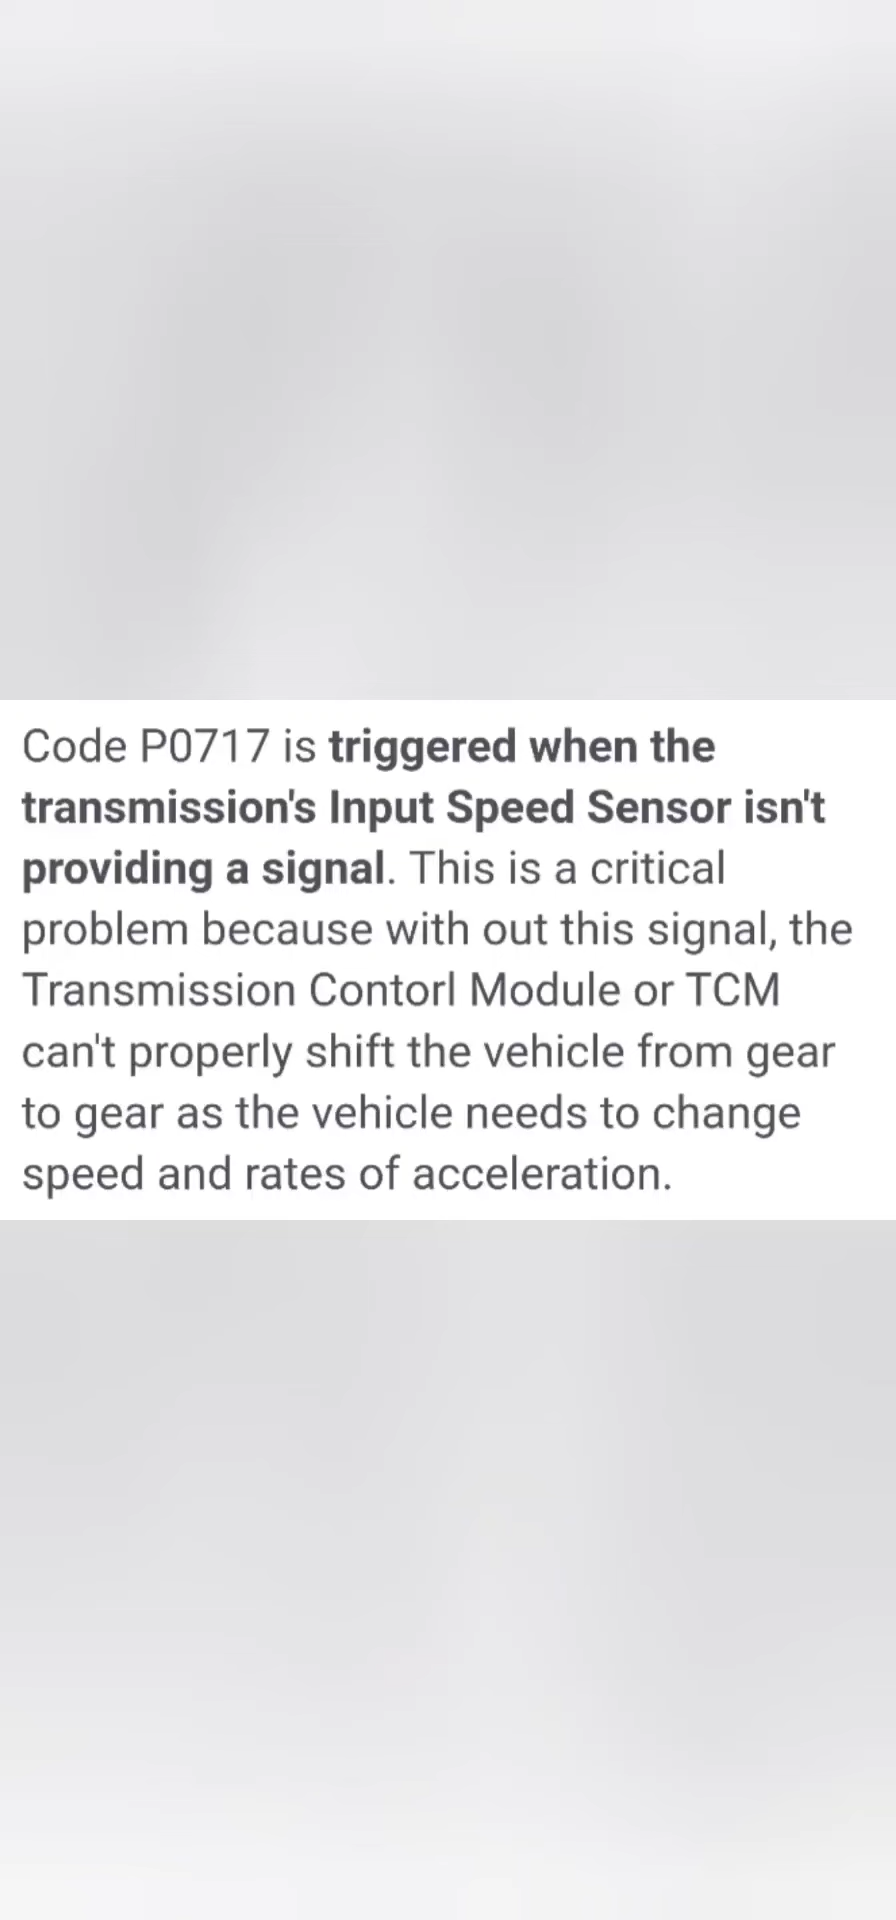 Code P0717 is triggered when the
transmission's Input Speed Sensor isn't
providing a signal. This is a critical
problem because with out this signal, the
Transmission Contorl Module or TCM
can't properly shift the vehicle from gear
to gear as the vehicle needs to change
speed and rates of acceleration.